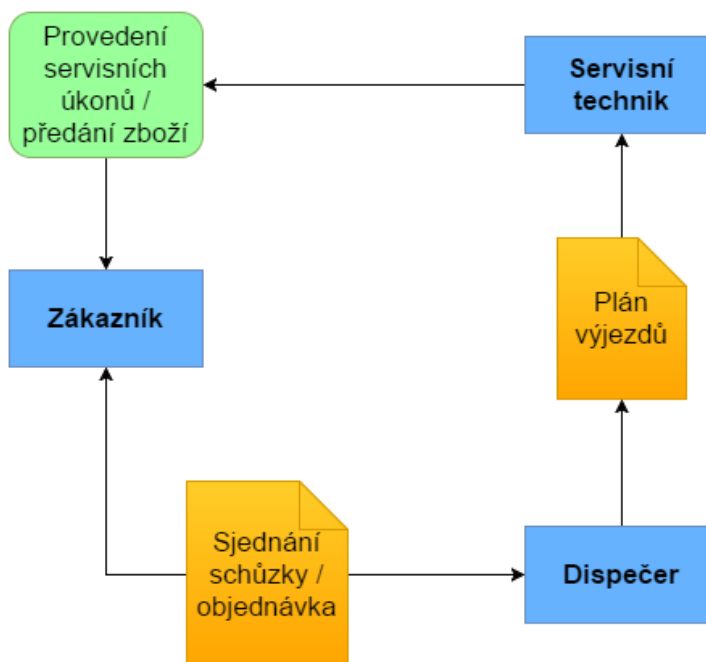 Provedení
servisních
úkonů /
předání zboží
Servisní
technik
Zákazník
Plán
výjezdů
Sjednání
schůzky /
objednávka
Dispečer